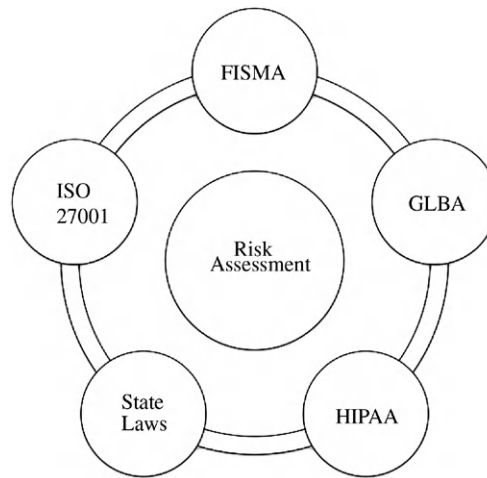 FISMA
ISO
27001
GLBA
Risk
Assessment
State
Laws
HIPAA